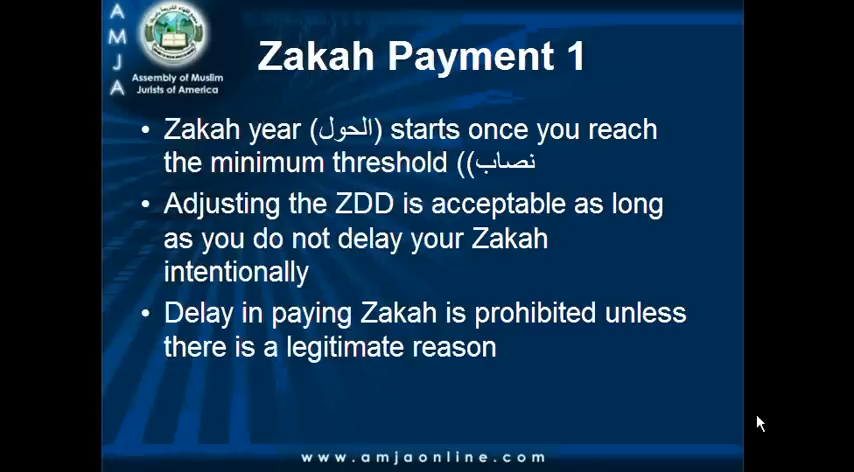 A
M
J
A
Assembly of Muslim
Jurists of America
Zakah Payment 1
• Zakah year (الحول) starts once you reach
the minimum threshold ((نصاب
• Adjusting the ZDD is acceptable as long
as you do not delay your Zakah
intentionally
• Delay in paying Zakah is prohibited unless
there is a legitimate reason
www.amjaonline.com